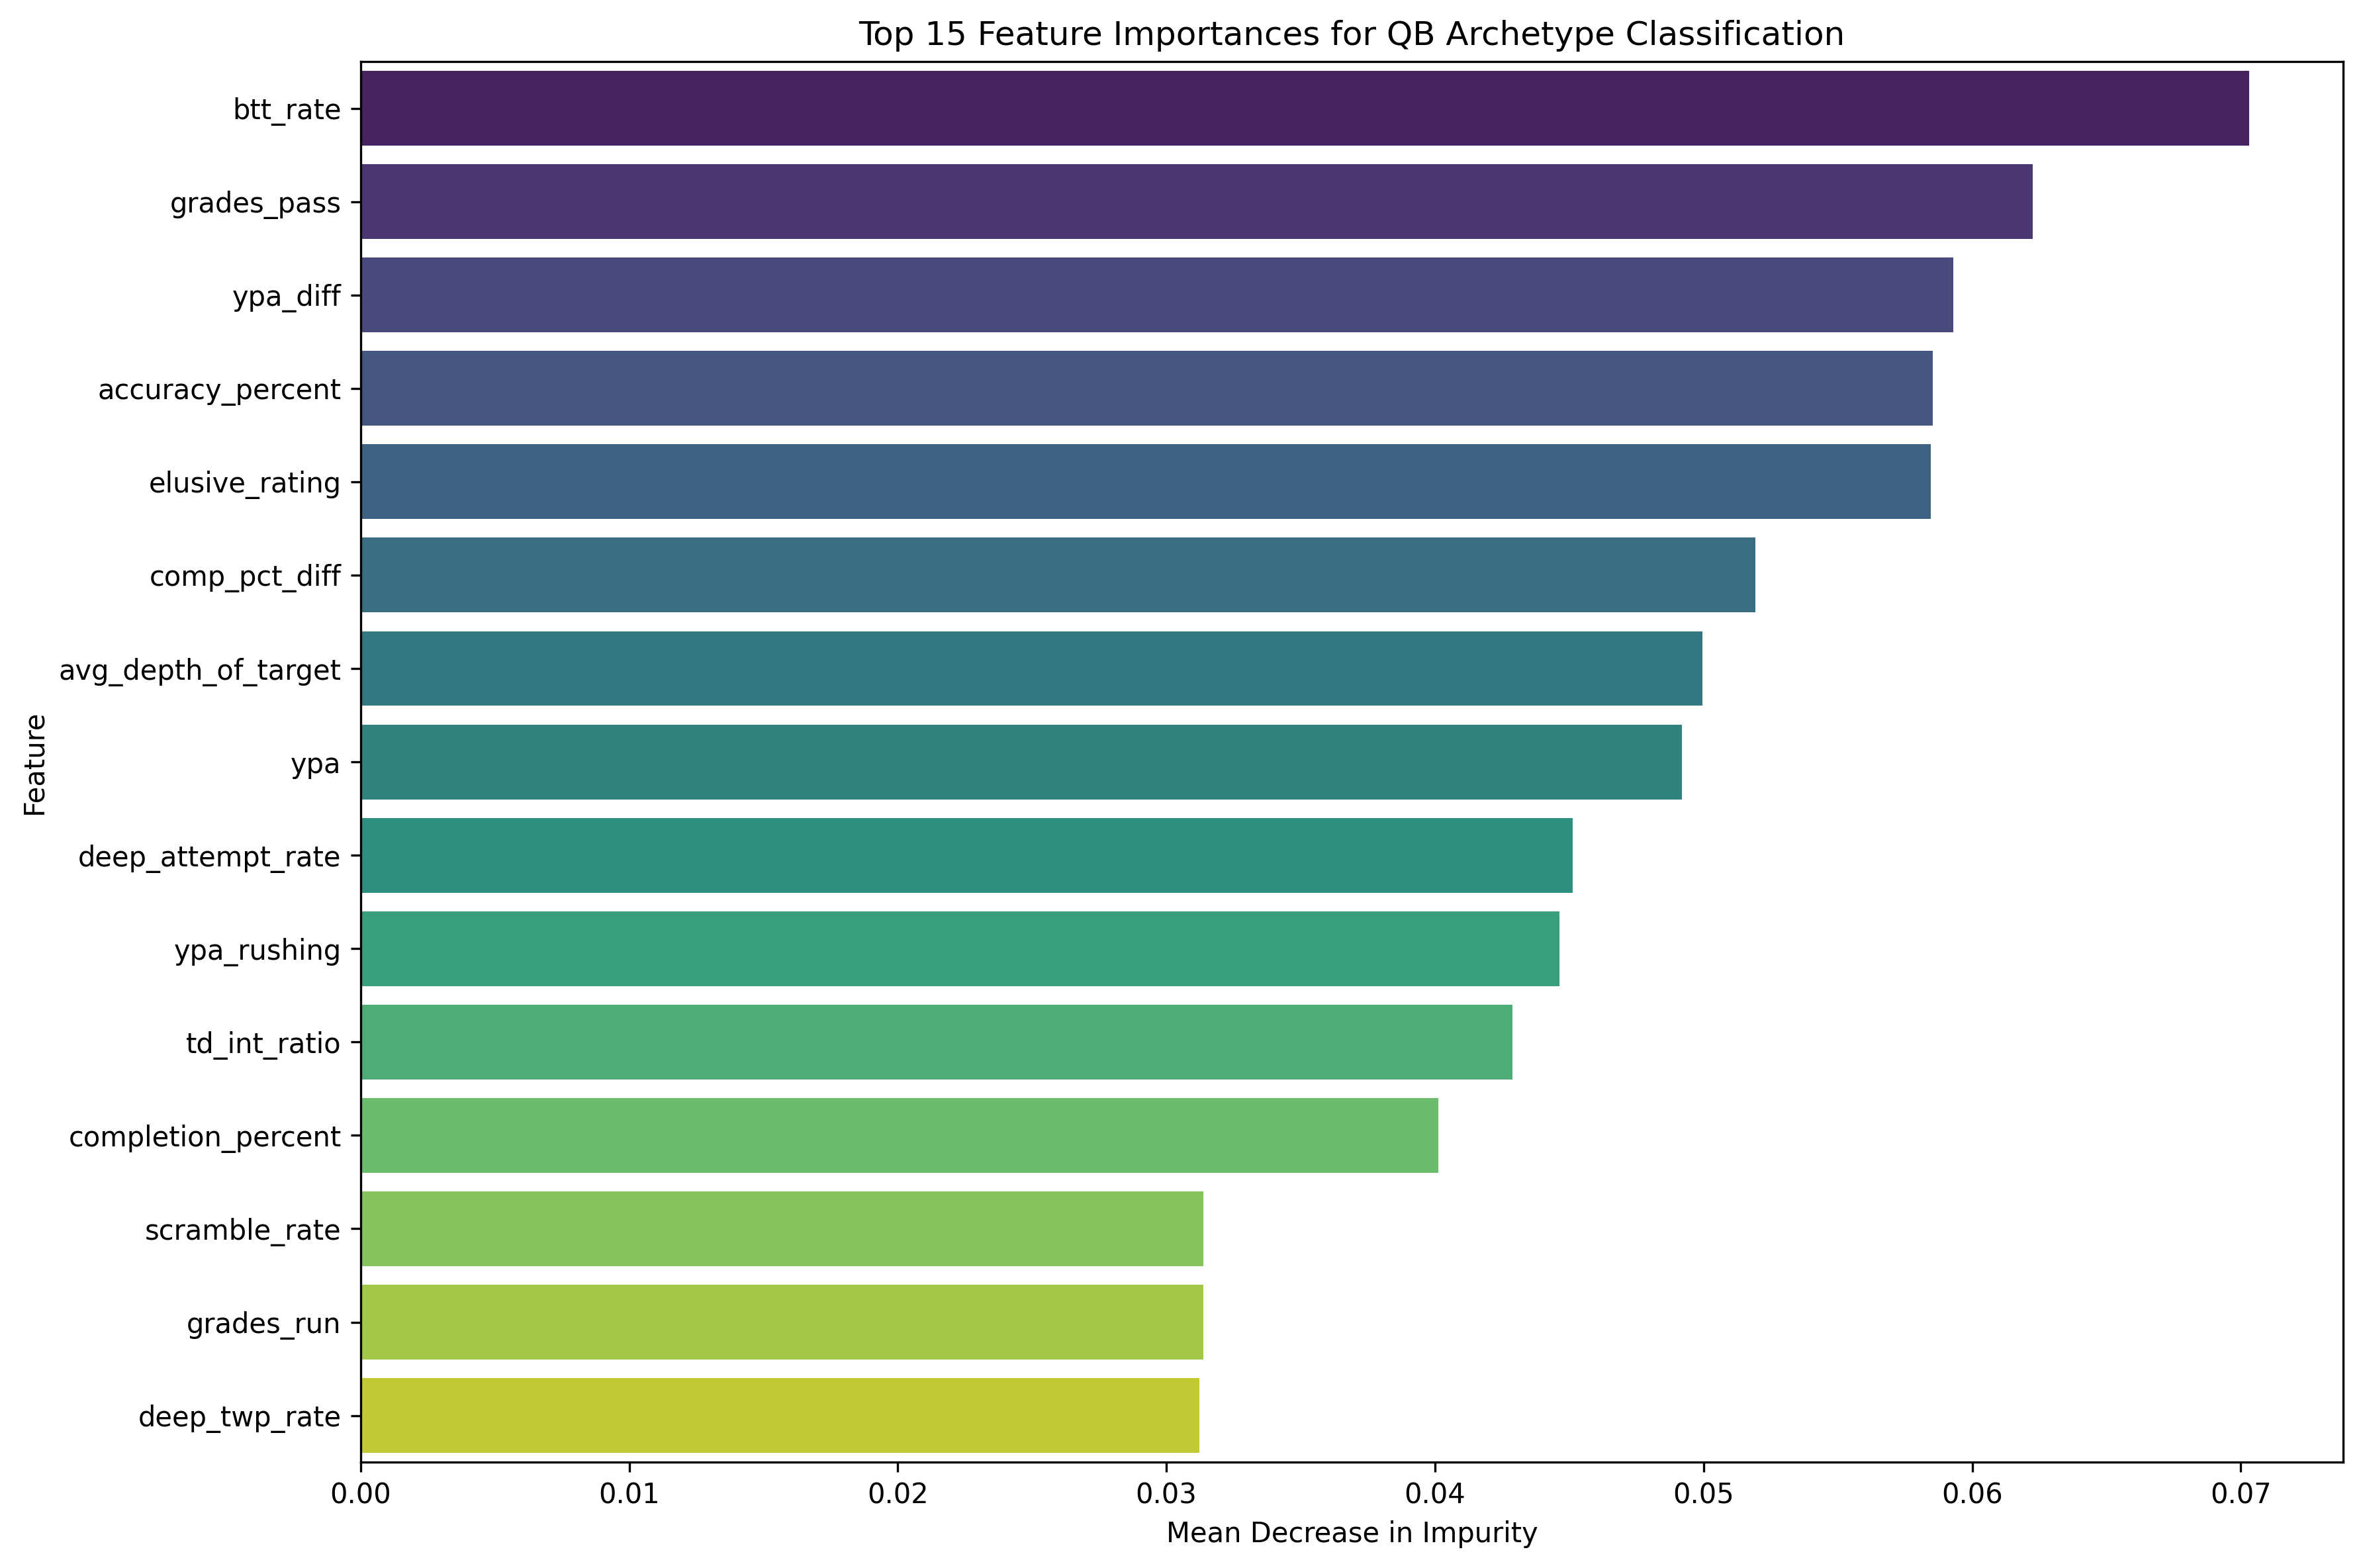 Top 15 Feature Importances for QB Archetype Classification
btt_rate
grades_pass
ypa_diff
accuracy_percent
elusive_rating
comp_pct_diff
avg_depth_of_target
ypa
deep_attempt_rate
ypa_rushing
td_int_ratio
completion_percent
scramble_rate
grades_run
deep_twp_rate
Feature
0.00 0.01 0.02 0.03 0.04 0.05 0.06 0.07
Mean Decrease in Impurity